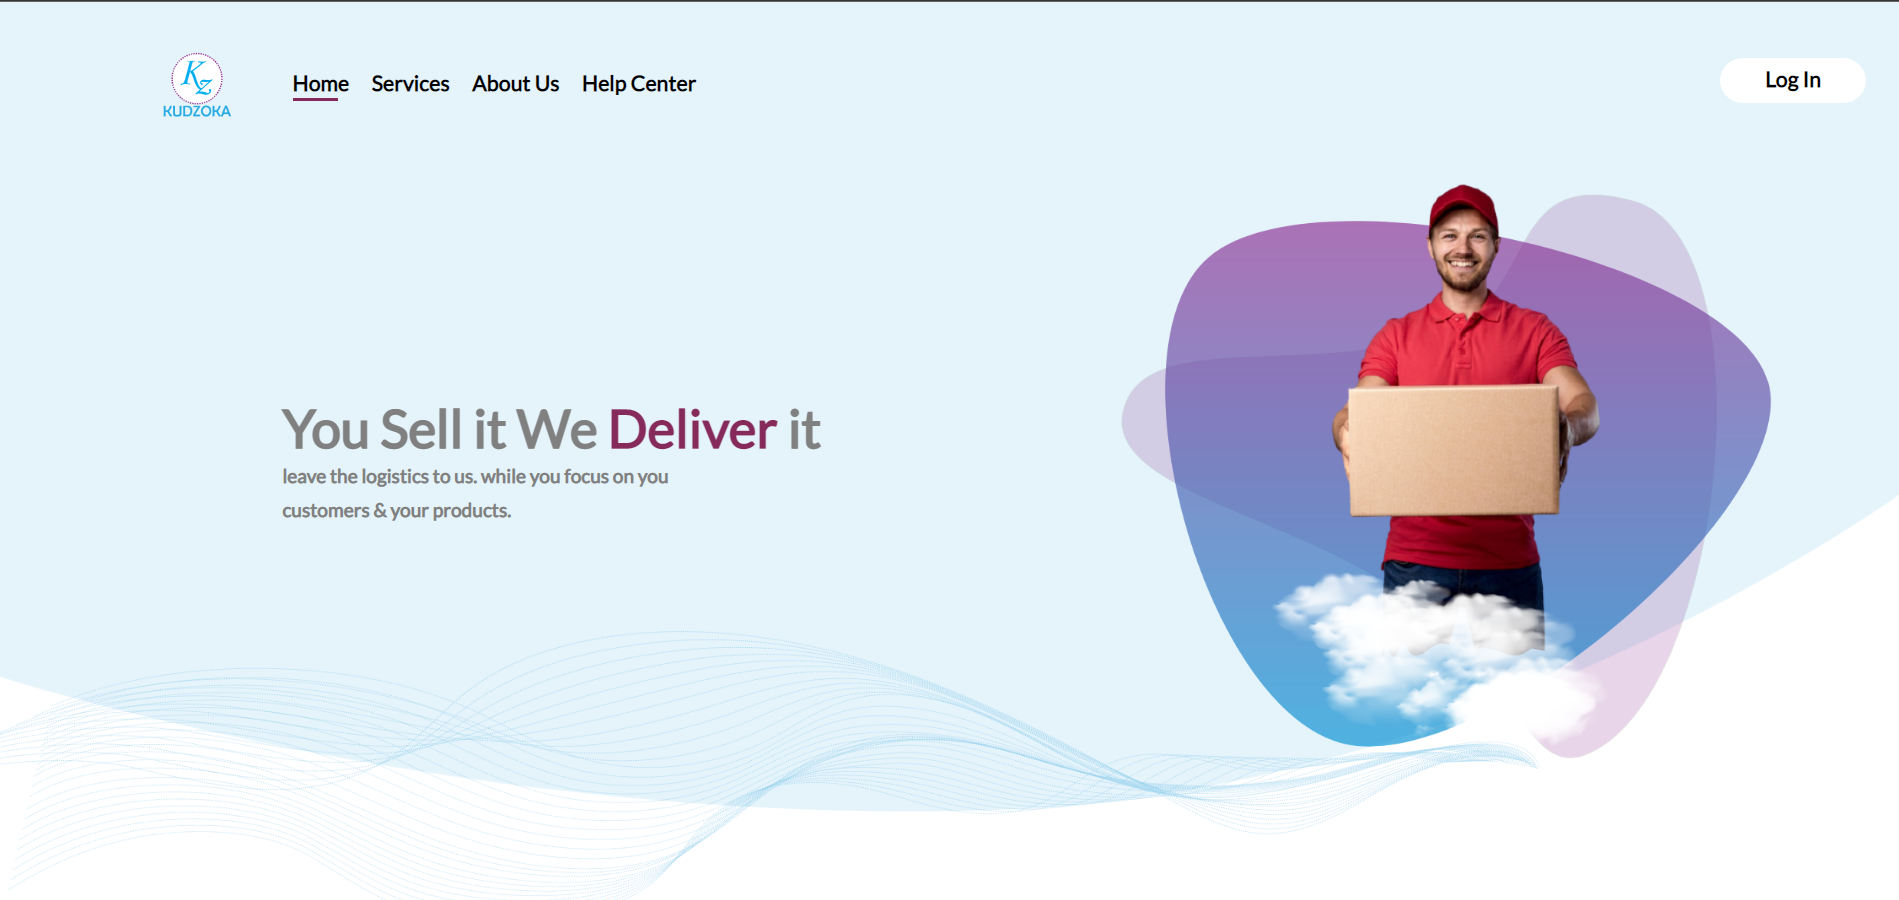 Kz
KUDZOKA
Home Services About Us Help Center
Log In
You Sell it We Deliver it
leave the logistics to us. while you focus on you
customers & your products.